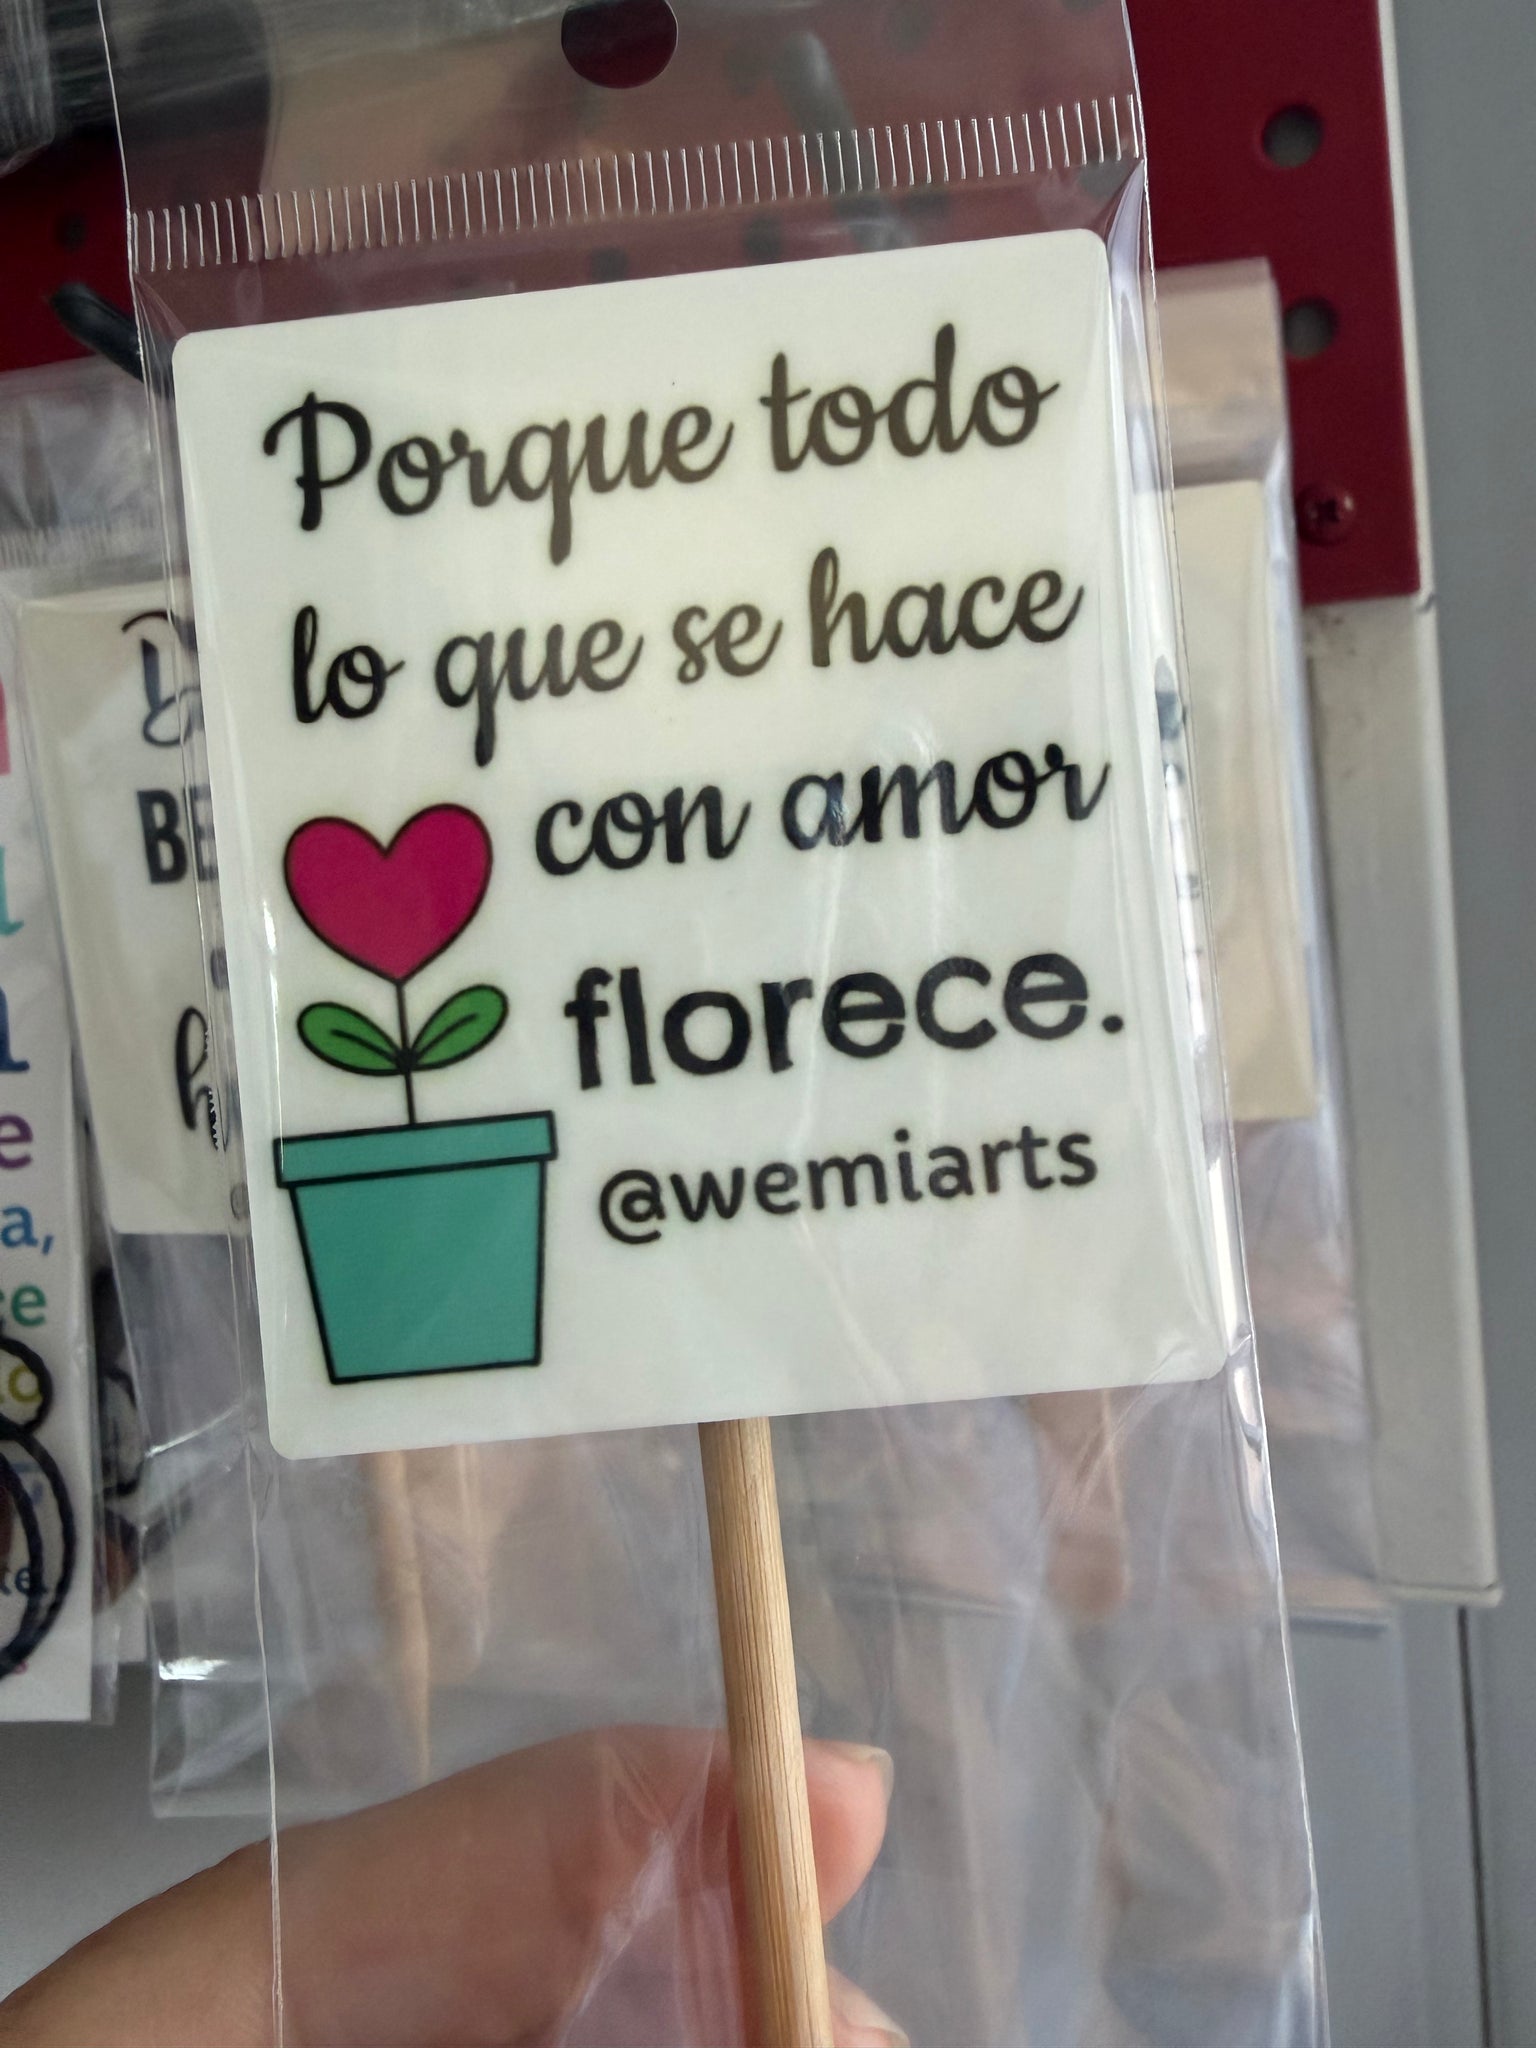 Porque todo
lo que se hace
con amor
florece.
@wemiarts